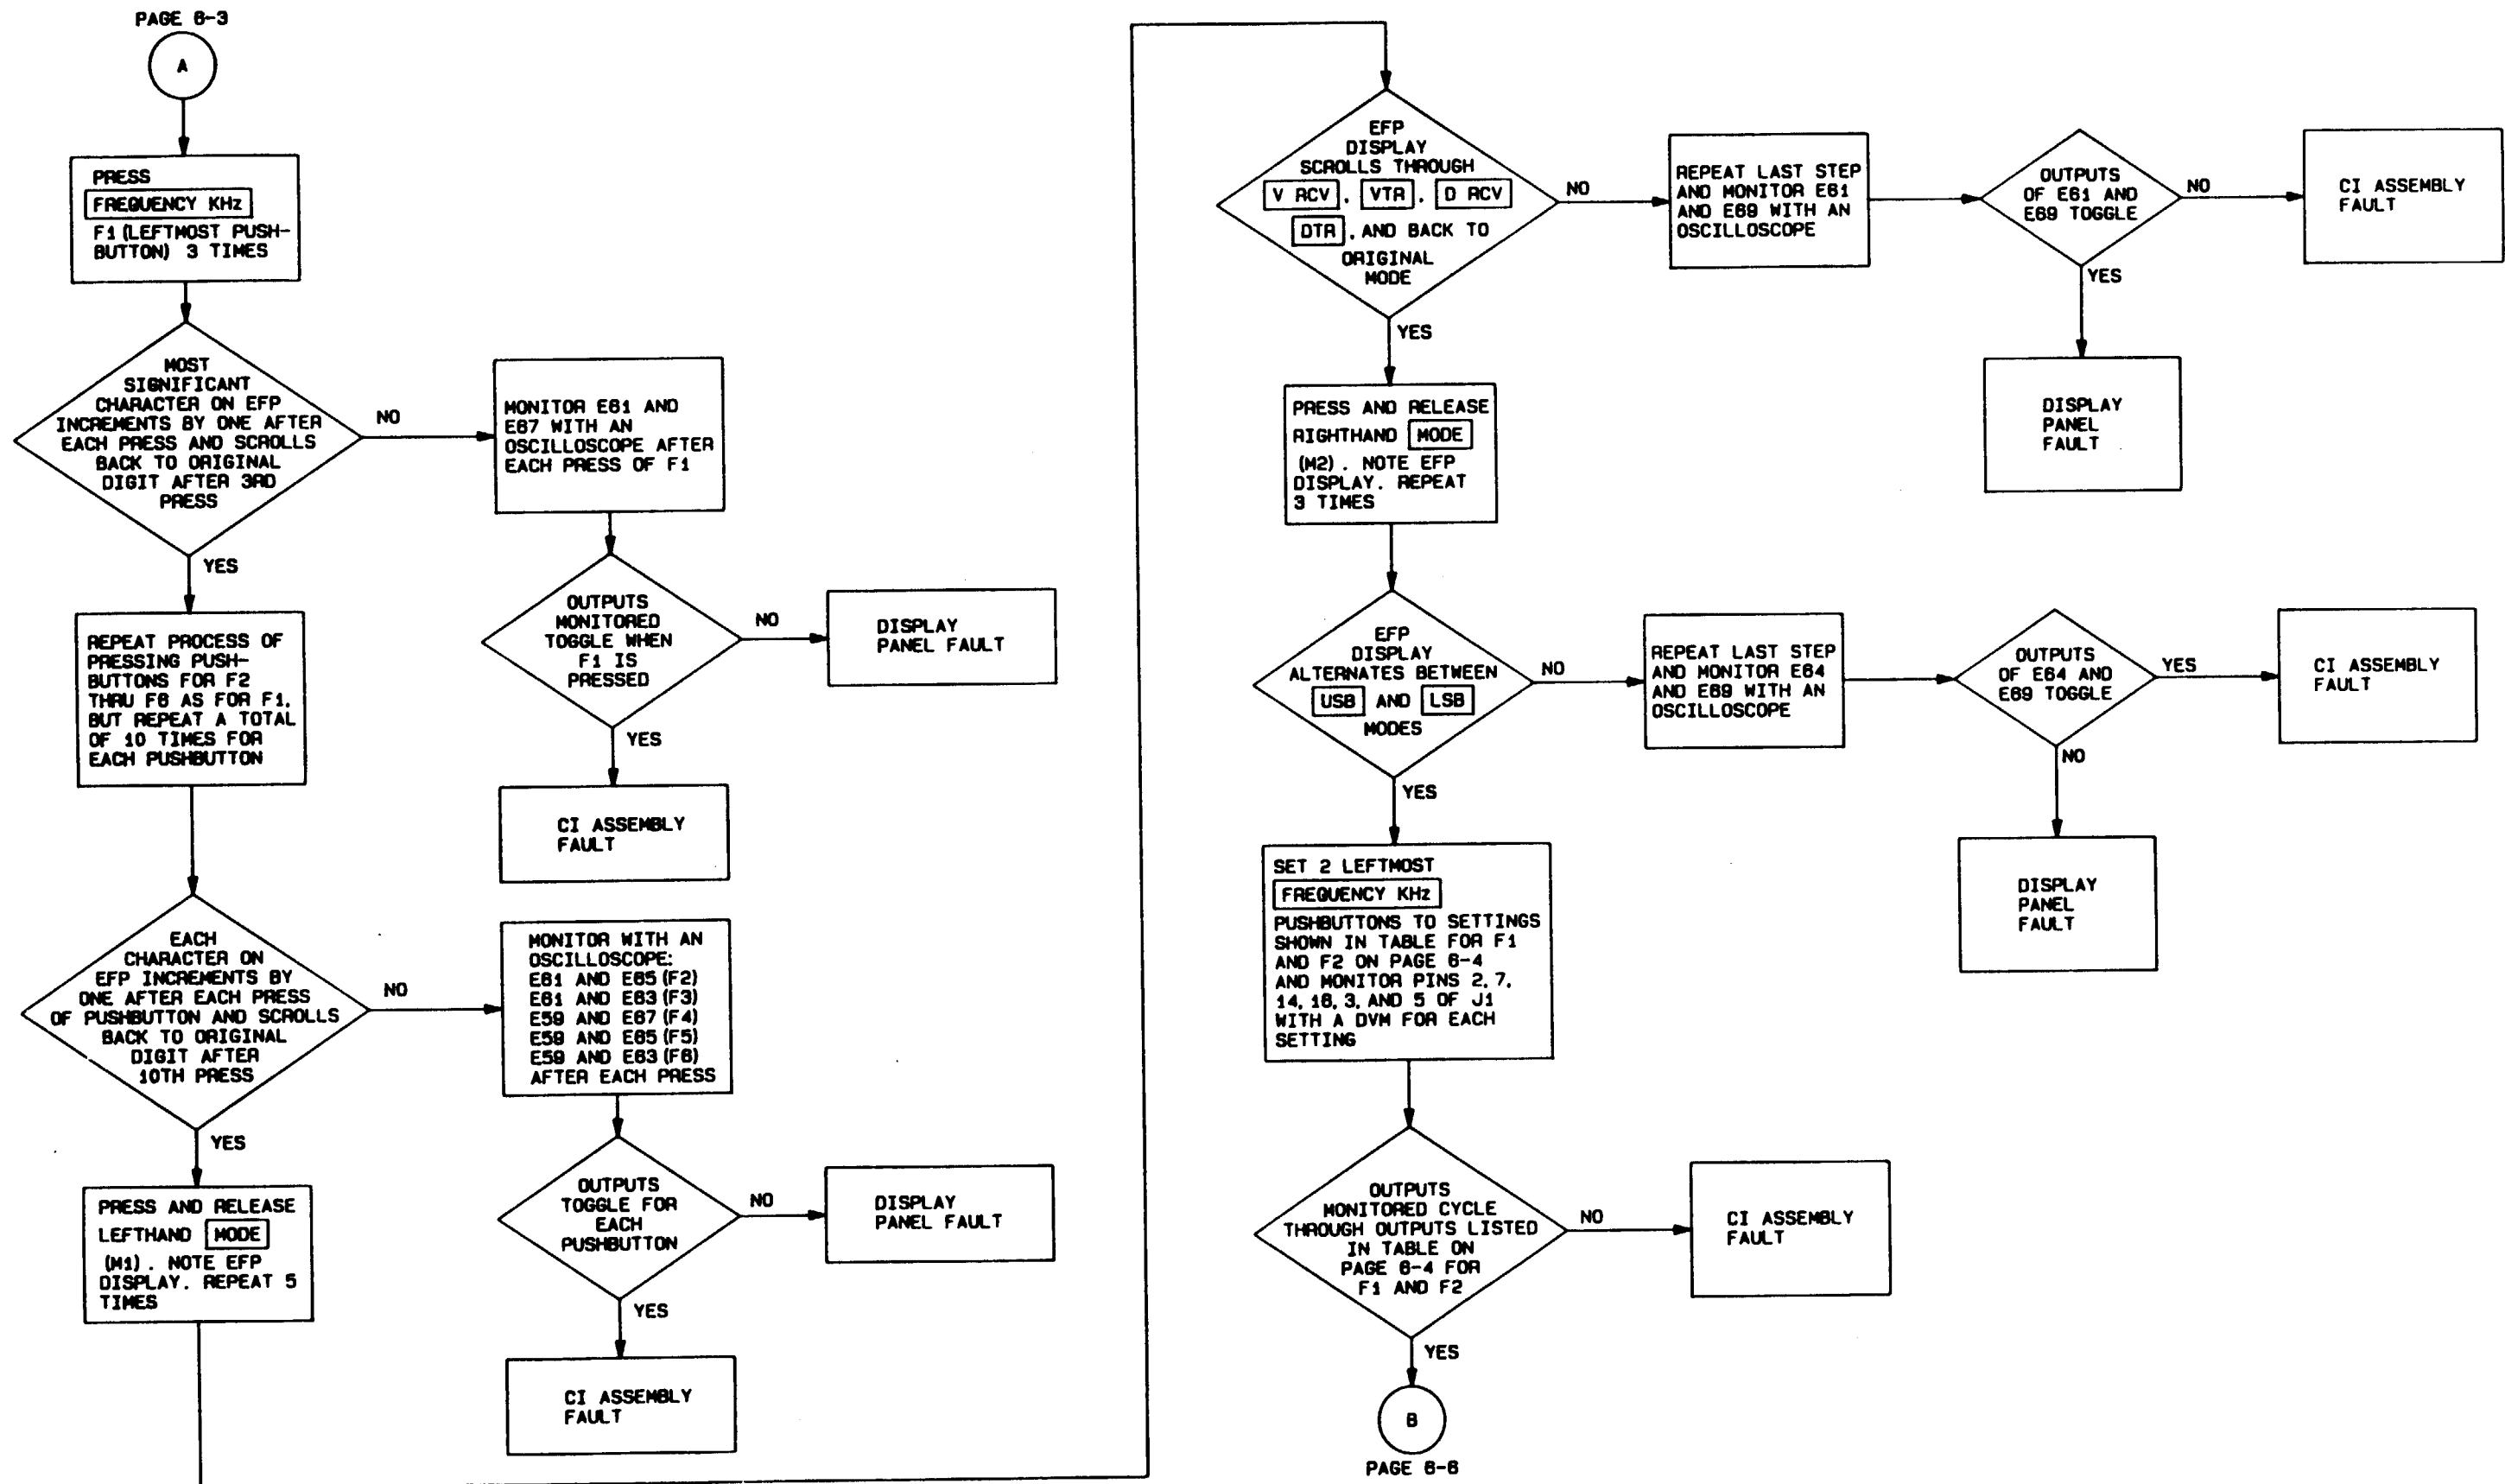 PAGE 6-3
A
PRESS
FREQUENCY KHz
F1 (LEFTMOST PUSH-
BUTTON) 3 TIMES
MOST
SIGNIFICANT
CHARACTER ON EFP
INCREMENTS BY ONE AFTER
EACH PRESS AND SCROLLS
BACK TO ORIGINAL
DIGIT AFTER 3RD
PRESS
NO
MONITOR E61 AND
E67 WITH AN
OSCILLOSCOPE AFTER
EACH PRESS OF F1
YES
OUTPUTS
MONITORED
TOGGLE WHEN
F1 IS
PRESSED
NO
DISPLAY
PANEL FAULT
YES
CI ASSEMBLY
FAULT
REPEAT PROCESS OF
PRESSING PUSH-
BUTTONS FOR F2
THRU F6 AS FOR F1,
BUT REPEAT A TOTAL
OF 10 TIMES FOR
EACH PUSHBUTTON
EACH
CHARACTER ON
EFP INCREMENTS BY
ONE AFTER EACH PRESS
OF PUSHBUTTON AND SCROLLS
BACK TO ORIGINAL
DIGIT AFTER
10TH PRESS
NO
MONITOR WITH AN
OSCILLOSCOPE:
E61 AND E65 (F2)
E61 AND E63 (F3)
E59 AND E67 (F4)
E59 AND E65 (F5)
E59 AND E63 (F6)
AFTER EACH PRESS
YES
OUTPUTS
TOGGLE FOR
EACH
PUSHBUTTON
NO
DISPLAY
PANEL FAULT
YES
CI ASSEMBLY
FAULT
PRESS AND RELEASE
LEFTHAND MODE
(M1). NOTE EFP
DISPLAY. REPEAT 5
TIMES
EFP
DISPLAY
SCROLLS THROUGH
V RCV, VTR, D RCV
DTR, AND BACK TO
ORIGINAL
MODE
NO
REPEAT LAST STEP
AND MONITOR E61
AND E69 WITH AN
OSCILLOSCOPE
OUTPUTS
OF E61 AND
E69 TOGGLE
NO
CI ASSEMBLY
FAULT
YES
DISPLAY
PANEL
FAULT
YES
PRESS AND RELEASE
RIGHTHAND MODE
(M2). NOTE EFP
DISPLAY. REPEAT
3 TIMES
EFP
DISPLAY
ALTERNATES BETWEEN
USB AND LSB
MODES
NO
REPEAT LAST STEP
AND MONITOR E64
AND E69 WITH AN
OSCILLOSCOPE
OUTPUTS
OF E64 AND
E69 TOGGLE
YES
CI ASSEMBLY
FAULT
NO
DISPLAY
PANEL
FAULT
YES
SET 2 LEFTMOST
FREQUENCY KHz
PUSHBUTTONS TO SETTINGS
SHOWN IN TABLE FOR F1
AND F2 ON PAGE 6-4
AND MONITOR PINS 2, 7,
14, 16, 3, AND 5 OF J1
WITH A DVM FOR EACH
SETTING
OUTPUTS
MONITORED CYCLE
THROUGH OUTPUTS LISTED
IN TABLE ON
PAGE 6-4 FOR
F1 AND F2
NO
CI ASSEMBLY
FAULT
YES
B
PAGE 6-6